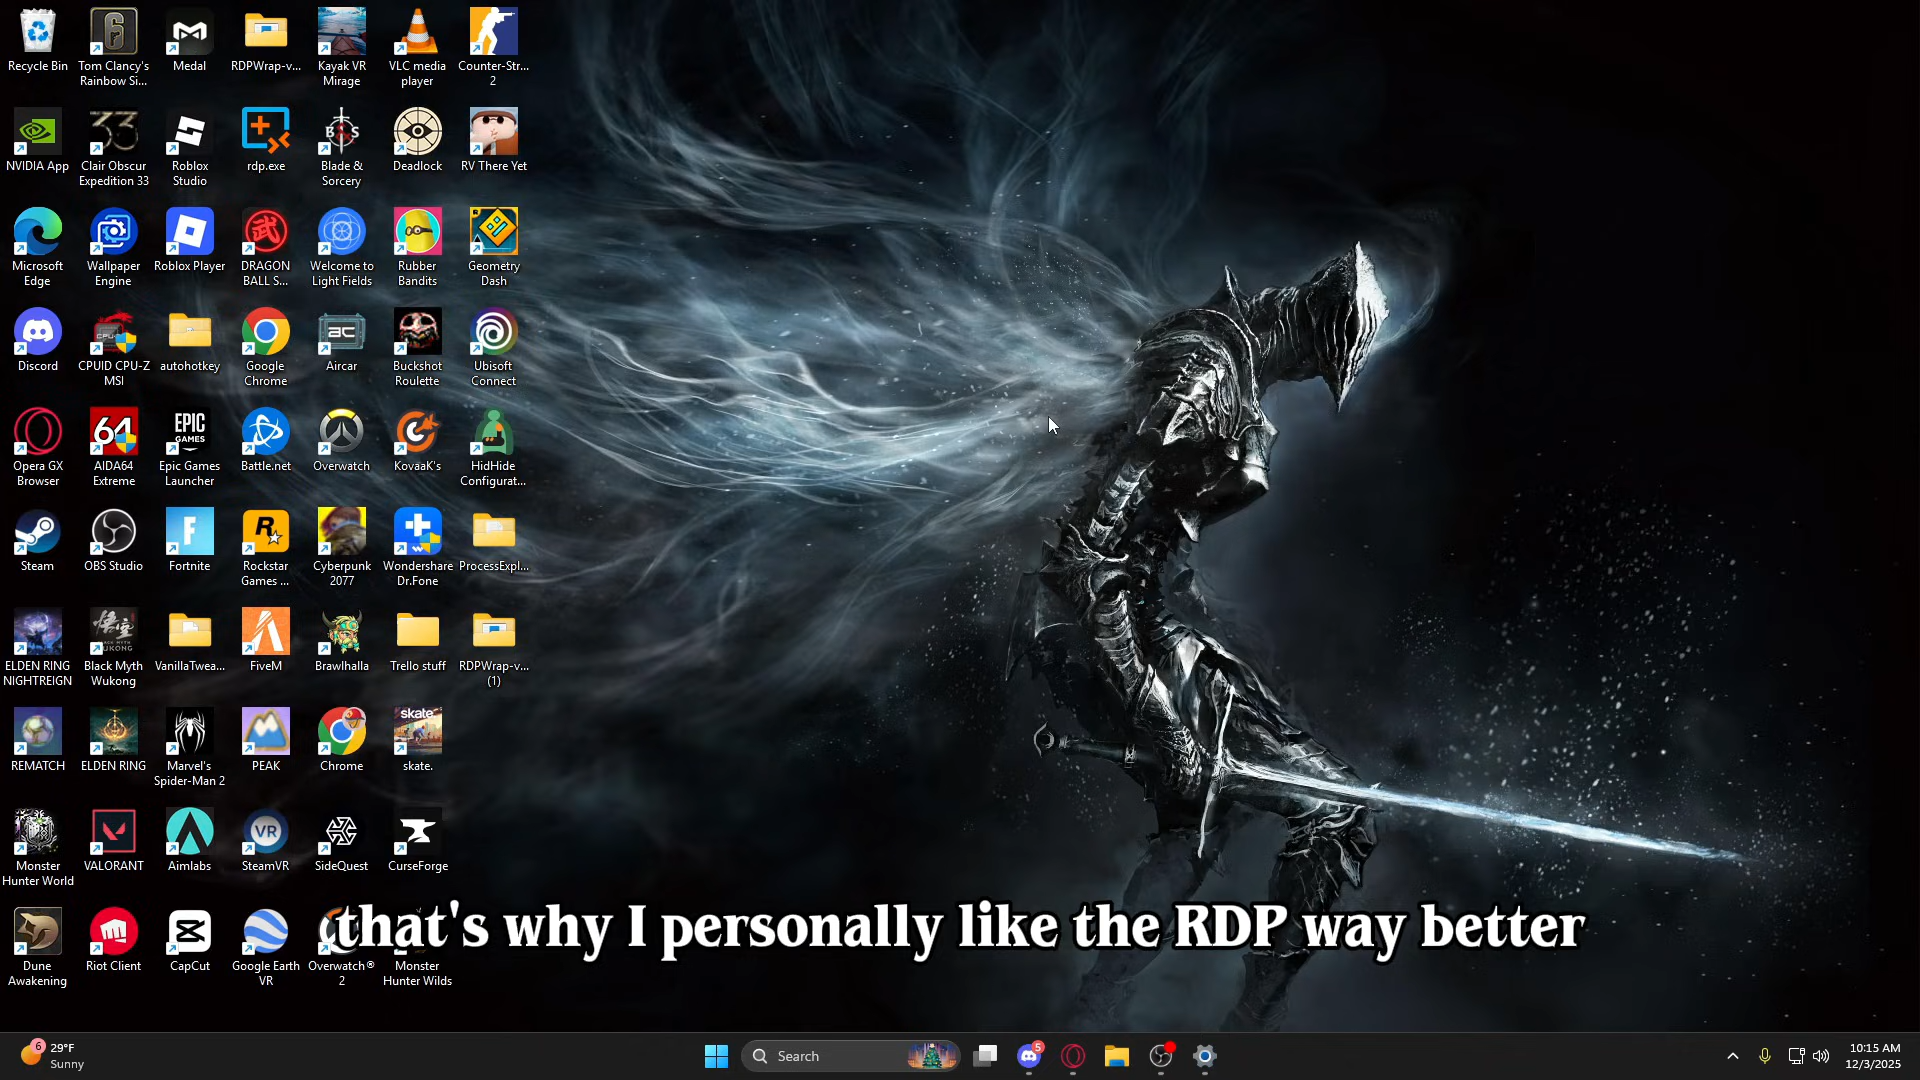 Recycle Bin
Tom Clancy's
Rainbow Si...
Medal
RDPWrap-v...
Kayak VR
Mirage
VLC media
player
Counter-Str...
2
NVIDIA App
Clair Obscur
Expedition 33
Roblox
Studio
rdp.exe
Blade &
Sorcery
Deadlock
RV There Yet
Microsoft
Edge
Wallpaper
Engine
Roblox Player
DRAGON
BALL S...
Welcome to
Light Fields
Rubber
Bandits
Geometry
Dash
Discord
CPUID CPU-Z
MSI
autohotkey
Google
Chrome
Aircar
Buckshot
Roulette
Ubisoft
Connect
Opera GX
Browser
AIDA64
Extreme
Epic Games
Launcher
Battle.net
Overwatch
KovaaK's
HidHide
Configurat...
Steam
OBS Studio
Fortnite
Rockstar
Games ...
Cyberpunk
2077
Wondershare
Dr.Fone
ProcessExpl...
ELDEN RING
NIGHTREIGN
Black Myth
Wukong
VanillaTwea...
FiveM
Brawlhalla
Trello stuff
RDPWrap-v...
(1)
REMATCH
ELDEN RING
Marvel's
Spider-Man 2
PEAK
Chrome
skate.
Monster
Hunter World
VALORANT
Aimlabs
SteamVR
SideQuest
CurseForge
that's why I personally like the RDP way better
Dune
Awakening
Riot Client
CapCut
Google Earth
VR
Overwatch®
2
Monster
Hunter Wilds
6
29°F
Sunny
Search
5
10:15 AM
12/3/2025